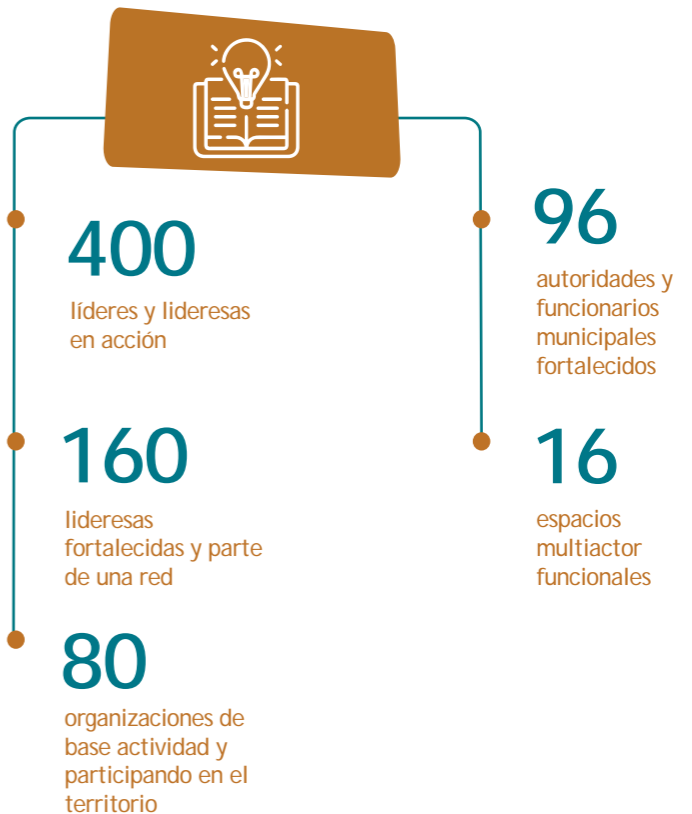 400
líderes y lideresas
en acción
160
lideresas
fortalecidas y parte
de una red
80
organizaciones de
base actividad y
participando en el
territorio
96
autoridades y
funcionarios
municipales
fortalecidos
16
espacios
multiactor
funcionales